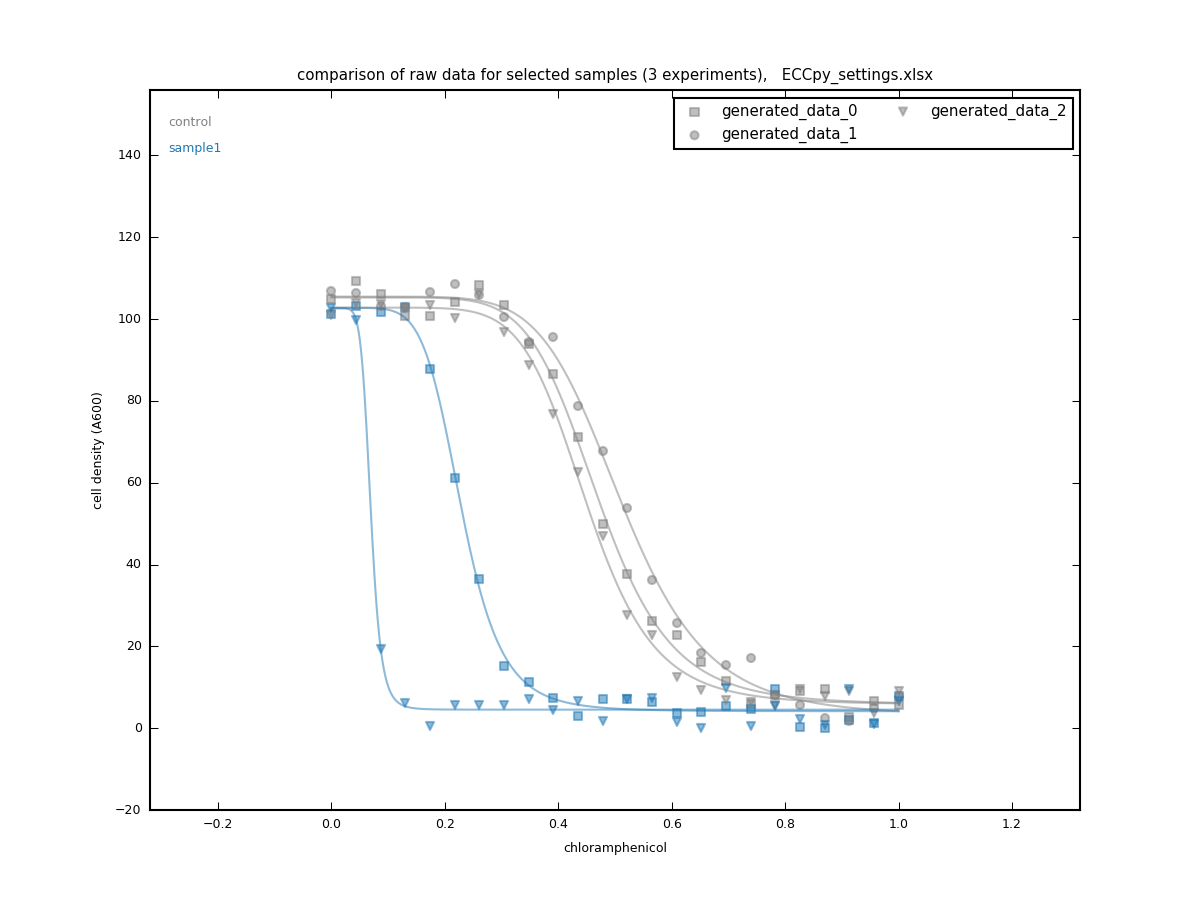 comparison of raw data for selected samples (3 experiments),   ECCpy_settings.xlsx
control
sample1
generated_data_0
generated_data_1
generated_data_2
140
120
100
80
60
40
20
0
−20
cell density (A600)
−0.2 0.0 0.2 0.4 0.6 0.8 1.0 1.2
chloramphenicol